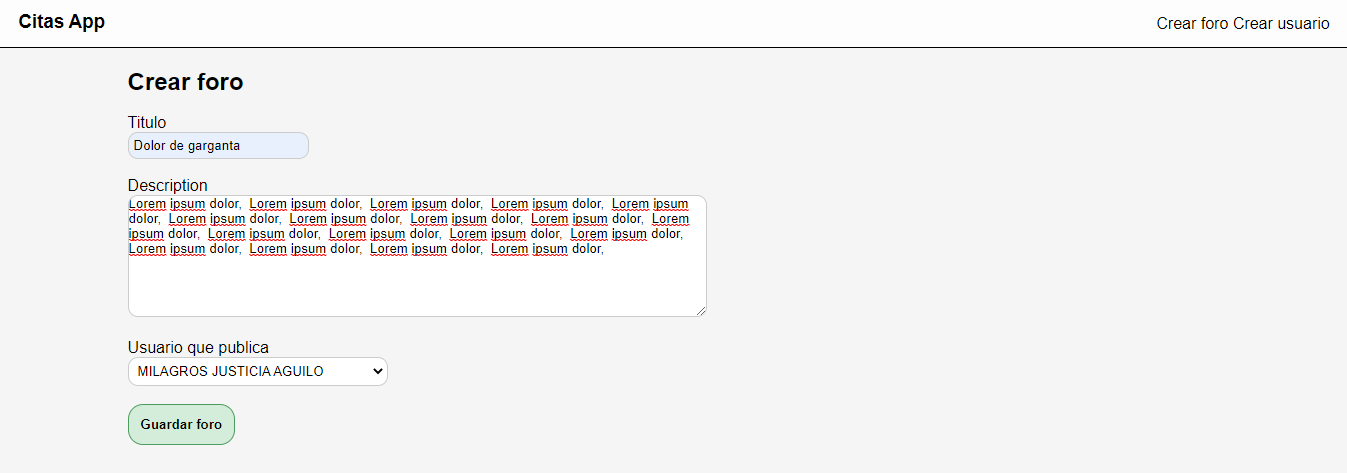 Citas App
Crear foro Crear usuario
Crear foro
Titulo
Dolor de garganta
Description
Lorem ipsum dolor,  Lorem ipsum dolor,  Lorem ipsum dolor,  Lorem ipsum dolor,  Lorem ipsum
dolor,  Lorem ipsum dolor,  Lorem ipsum dolor,  Lorem ipsum dolor,  Lorem ipsum dolor,  Lorem
ipsum dolor,  Lorem ipsum dolor,  Lorem ipsum dolor,  Lorem ipsum dolor,  Lorem ipsum dolor,
Lorem ipsum dolor,  Lorem ipsum dolor,  Lorem ipsum dolor,  Lorem ipsum dolor,
Usuario que publica
MILAGROS JUSTICIA AGUILO
Guardar foro